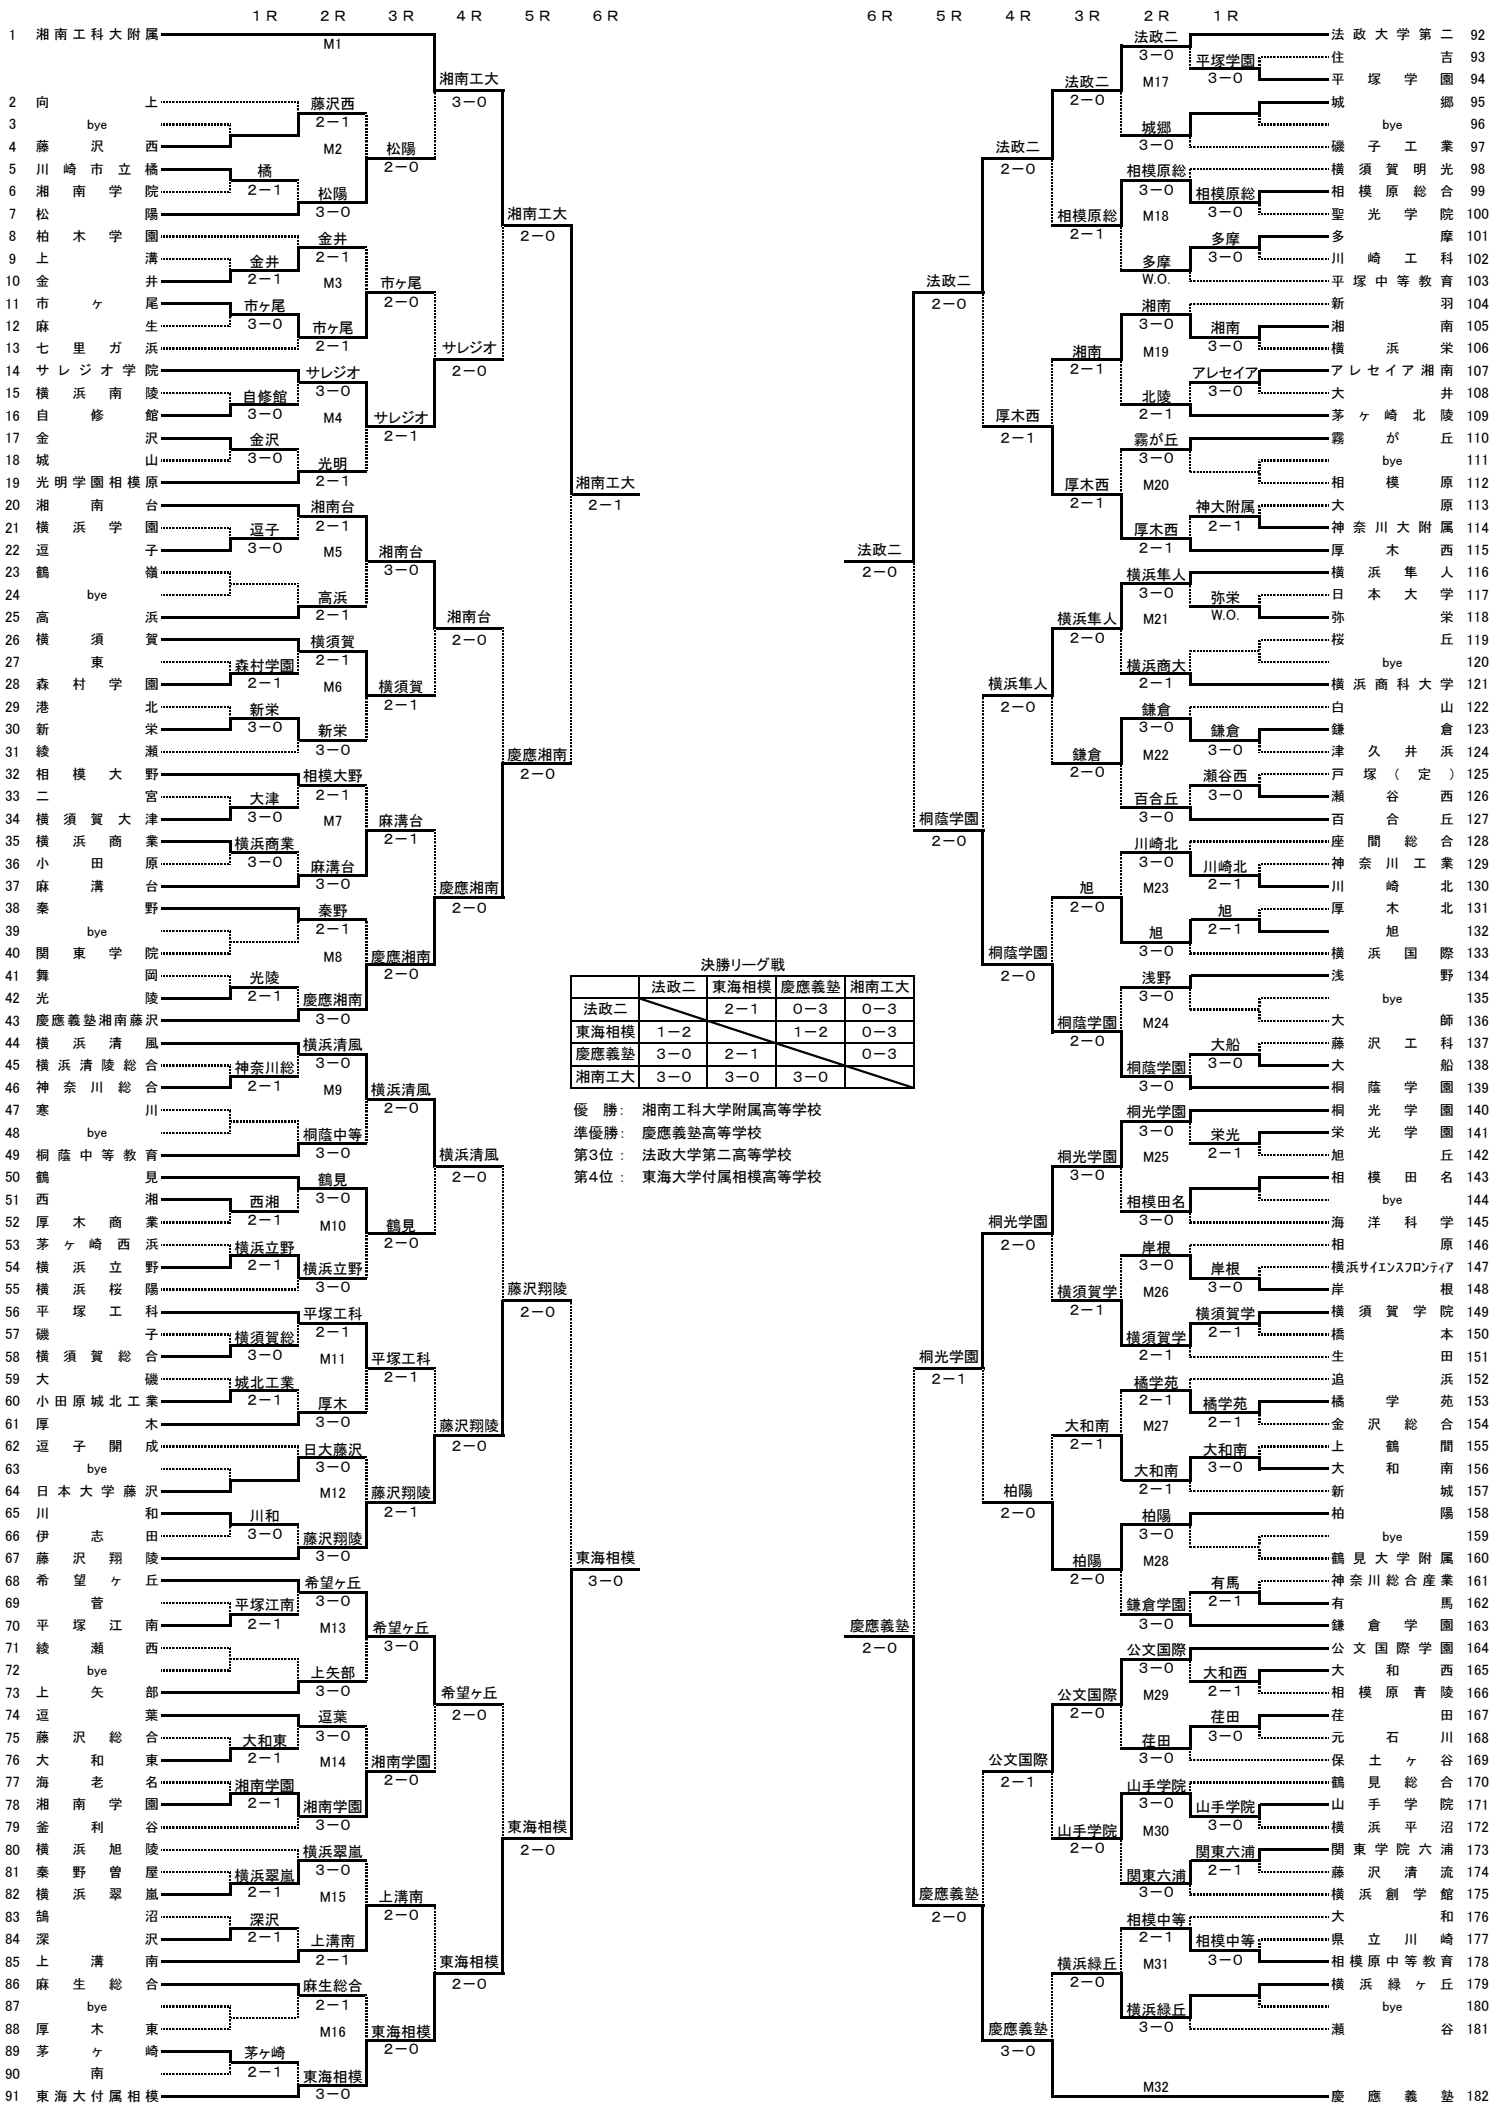 1R 2R 3R 4R 5R 6R
1 湘南工科大附属
M1
湘南工大
3-0
2 向上
藤沢西
2-1
3 bye
4 藤沢西
M2
松陽
2-0
5 川崎市立橘
橘
2-1
6 湘南学院
松陽
3-0
7 松陽
湘南工大
2-0
8 柏木学園
金井
2-1
9 上溝
金井
2-1
10 金井
M3
市ヶ尾
2-0
11 市ヶ尾
市ヶ尾
3-0
12 麻生
市ヶ尾
2-1
13 七里ガ浜
サレジオ
2-0
14 サレジオ学院
サレジオ
3-0
15 横浜南陵
自修館
3-0
16 自修館
M4
サレジオ
2-1
17 金沢
金沢
3-0
18 城山
光明
2-1
19 光明学園相模原
湘南工大
2-1
20 湘南台
湘南台
2-1
21 横浜学園
逗子
3-0
22 逗子
M5
湘南台
3-0
23 鶴嶺
24 bye
高浜
2-1
25 高浜
湘南台
2-0
26 横須賀
横須賀
2-1
27 東
森村学園
2-1
28 森村学園
M6
横須賀
2-1
29 港北
新栄
3-0
30 新栄
新栄
3-0
31 綾瀬
慶應湘南
2-0
32 相模大野
相模大野
2-1
33 二宮
大津
3-0
34 横須賀大津
M7
麻溝台
2-1
35 横浜商業
横浜商業
3-0
36 小田原
麻溝台
3-0
37 麻溝台
慶應湘南
2-0
38 秦野
秦野
2-1
39 bye
40 関東学院
M8
慶應湘南
2-0
41 舞岡
光陵
2-1
42 光陵
慶應湘南
3-0
43 慶應義塾湘南藤沢
44 横浜清風
横浜清風
3-0
45 横浜清陵総合
神奈川総
2-1
46 神奈川総合
M9
横浜清風
2-0
47 寒川
48 bye
桐蔭中等
3-0
49 桐蔭中等教育
横浜清風
2-0
50 鶴見
鶴見
3-0
51 西湘
西湘
2-1
52 厚木商業
M10
鶴見
2-0
53 茅ヶ崎西浜
横浜立野
2-1
54 横浜立野
横浜立野
3-0
55 横浜桜陽
藤沢翔陵
2-0
56 平塚工科
平塚工科
2-1
57 磯子
横須賀総
3-0
58 横須賀総合
M11
平塚工科
2-1
59 大磯
城北工業
2-1
60 小田原城北工業
厚木
3-0
61 厚木
藤沢翔陵
2-0
62 逗子開成
日大藤沢
3-0
63 bye
64 日本大学藤沢
M12
藤沢翔陵
2-1
65 川和
川和
3-0
66 伊志田
藤沢翔陵
3-0
67 藤沢翔陵
東海相模
3-0
68 希望ヶ丘
希望ヶ丘
3-0
69 菅
平塚江南
2-1
70 平塚江南
M13
希望ヶ丘
3-0
71 綾瀬西
72 bye
上矢部
3-0
73 上矢部
希望ヶ丘
2-0
74 逗葉
逗葉
3-0
75 藤沢総合
大和東
2-1
76 大和東
M14
湘南学園
2-0
77 海老名
湘南学園
2-1
78 湘南学園
湘南学園
3-0
79 釜利谷
東海相模
2-0
80 横浜旭陵
横浜翠嵐
3-0
81 秦野曽屋
横浜翠嵐
2-1
82 横浜翠嵐
M15
上溝南
2-0
83 鵠沼
深沢
2-1
84 深沢
上溝南
2-1
85 上溝南
東海相模
2-0
86 麻生総合
麻生総合
2-1
87 bye
88 厚木東
M16
東海相模
2-0
89 茅ヶ崎
茅ヶ崎
2-1
90 南
東海相模
3-0
91 東海大付属相模
決勝リーグ戦
法政二 東海相模 慶應義塾 湘南工大
法政二 2-1 0-3 0-3
東海相模 1-2 1-2 0-3
慶應義塾 3-0 2-1 0-3
湘南工大 3-0 3-0 3-0
優勝: 湘南工科大学附属高等学校
準優勝: 慶應義塾高等学校
第3位: 法政大学第二高等学校
第4位: 東海大学付属相模高等学校
6R 5R 4R 3R 2R 1R
法政大学第二 92
法政二
3-0
住吉 93
平塚学園
3-0
平塚学園 94
M17
法政二
2-0
城郷 95
bye 96
城郷
3-0
磯子工業 97
法政二
2-0
横須賀明光 98
相模原総
3-0
相模原総合 99
相模原総
3-0
聖光学院 100
M18
相模原総
2-1
多摩 101
多摩
3-0
川崎工科 102
多摩
W.O.
平塚中等教育 103
法政二
2-0
新羽 104
湘南
3-0
湘南 105
湘南
3-0
横浜栄 106
M19
湘南
2-1
アレセイア湘南 107
アレセイア
3-0
大井 108
北陵
2-1
茅ヶ崎北陵 109
厚木西
2-1
霧が丘 110
霧が丘
3-0
bye 111
相模原 112
M20
厚木西
2-1
大原 113
神大附属
2-1
神奈川大附属 114
厚木西
2-1
厚木西 115
法政二
2-0
横浜隼人 116
横浜隼人
3-0
日本大学 117
弥栄
W.O.
弥栄 118
M21
横浜隼人
2-0
桜丘 119
bye 120
横浜商大
2-1
横浜商科大学 121
横浜隼人
2-0
白山 122
鎌倉
3-0
鎌倉 123
鎌倉
3-0
津久井浜 124
M22
鎌倉
2-0
戸塚(定) 125
瀬谷西
3-0
瀬谷西 126
百合丘
3-0
百合丘 127
桐蔭学園
2-0
座間総合 128
川崎北
3-0
神奈川工業 129
川崎北
2-1
川崎北 130
M23
旭
2-0
厚木北 131
旭
2-1
旭 132
旭
3-0
横浜国際 133
桐蔭学園
2-0
浅野 134
浅野
3-0
bye 135
大師 136
M24
桐蔭学園
2-0
藤沢工科 137
大船
3-0
大船 138
桐蔭学園
3-0
桐蔭学園 139
桐光学園 140
桐光学園
3-0
栄光学園 141
栄光
2-1
旭丘 142
M25
桐光学園
3-0
相模田名 143
bye 144
相模田名
3-0
海洋科学 145
桐光学園
2-0
相原 146
岸根
3-0
横浜サイエンスフロンティア 147
岸根
3-0
岸根 148
M26
横須賀学
2-1
横須賀学院 149
横須賀学
2-1
橋本 150
横須賀学
2-1
生田 151
桐光学園
2-1
追浜 152
橘学苑
2-1
橘学苑 153
橘学苑
2-1
金沢総合 154
M27
大和南
2-1
上鶴間 155
大和南
3-0
大和南 156
大和南
2-1
新城 157
柏陽
2-0
柏陽 158
柏陽
3-0
bye 159
鶴見大学附属 160
M28
柏陽
2-0
神奈川総合産業 161
有馬
2-1
有馬 162
鎌倉学園
3-0
鎌倉学園 163
慶應義塾
2-0
公文国際学園 164
公文国際
3-0
大和西 165
大和西
2-1
相模原青陵 166
M29
公文国際
2-0
荏田 167
荏田
3-0
元石川 168
荏田
3-0
保土ヶ谷 169
公文国際
2-1
鶴見総合 170
山手学院
3-0
山手学院 171
山手学院
3-0
横浜平沼 172
M30
山手学院
2-0
関東学院六浦 173
関東六浦
2-1
藤沢清流 174
関東六浦
3-0
横浜創学館 175
慶應義塾
2-0
大和 176
相模中等
2-1
県立川崎 177
相模中等
3-0
相模原中等教育 178
M31
横浜緑丘
2-0
横浜緑ヶ丘 179
bye 180
横浜緑丘
3-0
瀬谷 181
慶應義塾
3-0
M32
慶應義塾 182